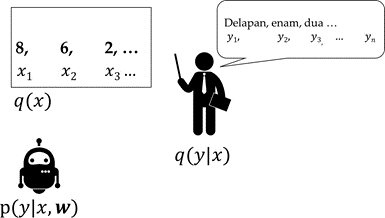 8, 6, 2, …
x₁ x₂ x₃ …
q(x)
Delapan, enam, dua …
y₁, y₂, y₃, … yₙ
q(y|x)
p(y|x, w)